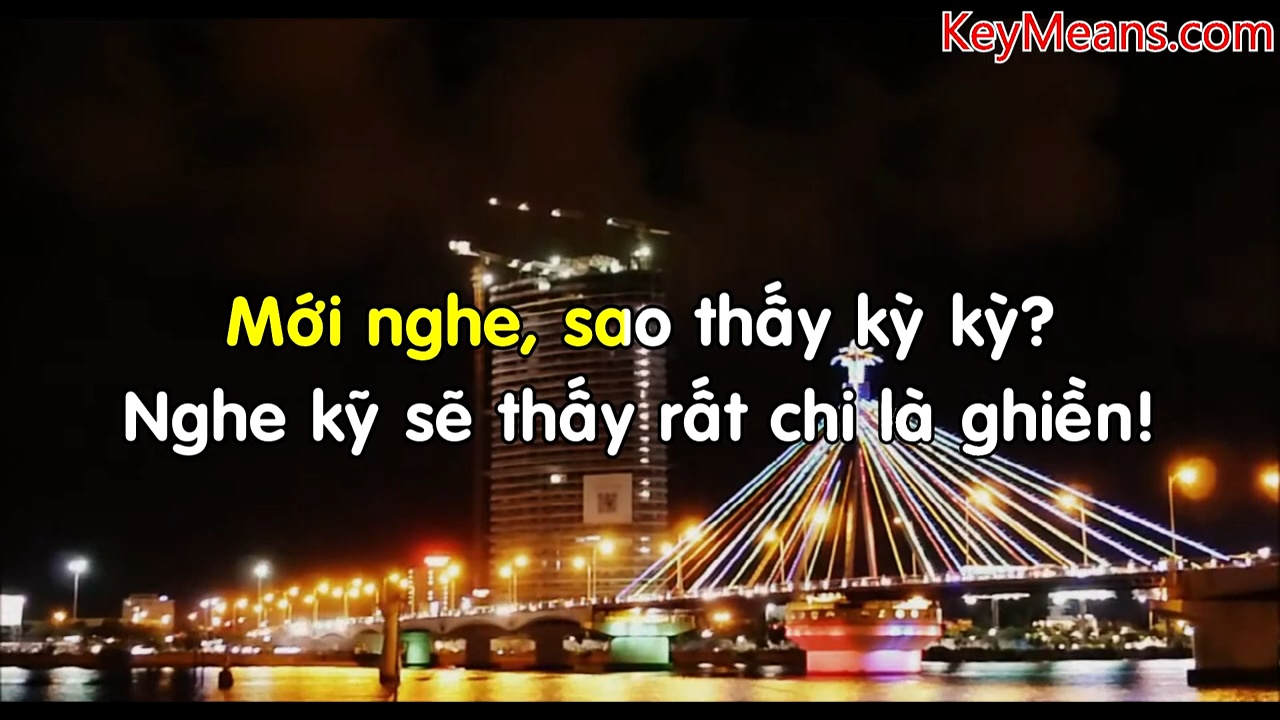 KeyMeans.com
Mới nghe, sao thấy kỳ kỳ?
Nghe kỹ sẽ thấy rất chi là ghiền!